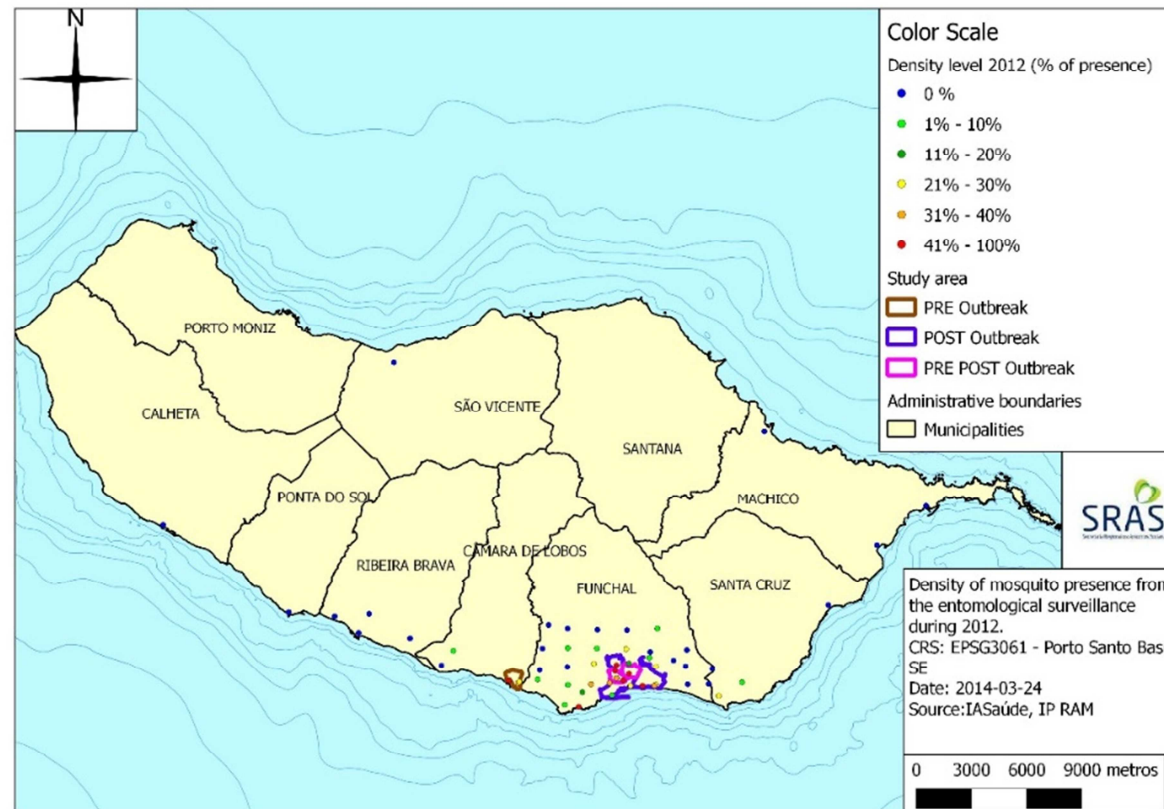 N
Color Scale
Density level 2012 (% of presence)
0 %
1% - 10%
11% - 20%
21% - 30%
31% - 40%
41% - 100%
Study area
PRE Outbreak
POST Outbreak
PRE POST Outbreak
Administrative boundaries
Municipalities
PORTO MONIZ
CALHETA
SÃO VICENTE
SANTANA
PONTA DO SOL
MACHICO
RIBEIRA BRAVA
CÂMARA DE LOBOS
FUNCHAL
SANTA CRUZ
SRAS
Density of mosquito presence from
the entomological surveillance
during 2012.
CRS: EPSG3061 - Porto Santo Bas
SE
Date: 2014-03-24
Source:IASaúde, IP RAM
0 3000 6000 9000 metros